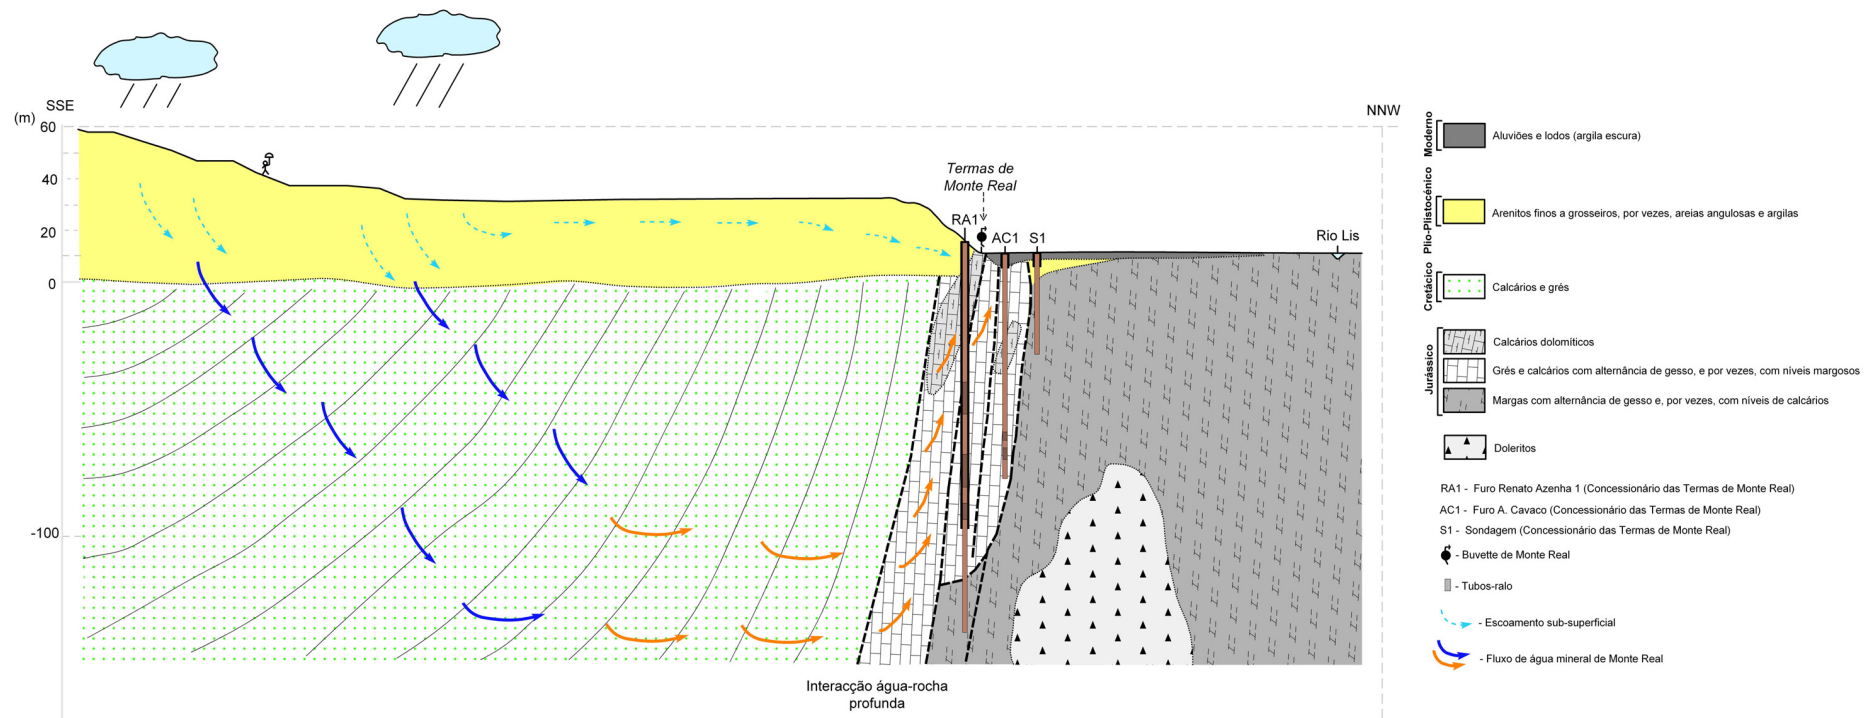 SSE
(m)
60
40
20
0
-100
NNW
Termas de
Monte Real
RA1
AC1
S1
Rio Lis
Interacção água-rocha
profunda
Moderno
Aluviões e lodos (argila escura)
Plio-Plistocénico
Arenitos finos a grosseiros, por vezes, areias angulosas e argilas
Cretácico
Calcários e grés
Jurássico
Calcários dolomíticos
Grés e calcários com alternância de gesso, e por vezes, com níveis margosos
Margas com alternância de gesso e, por vezes, com níveis de calcários
Doleritos
RA1 - Furo Renato Azenha 1 (Concessionário das Termas de Monte Real)
AC1 - Furo A. Cavaco (Concessionário das Termas de Monte Real)
S1 - Sondagem (Concessionário das Termas de Monte Real)
- Buvette de Monte Real
- Tubos-ralo
- Escoamento sub-superficial
- Fluxo de água mineral de Monte Real